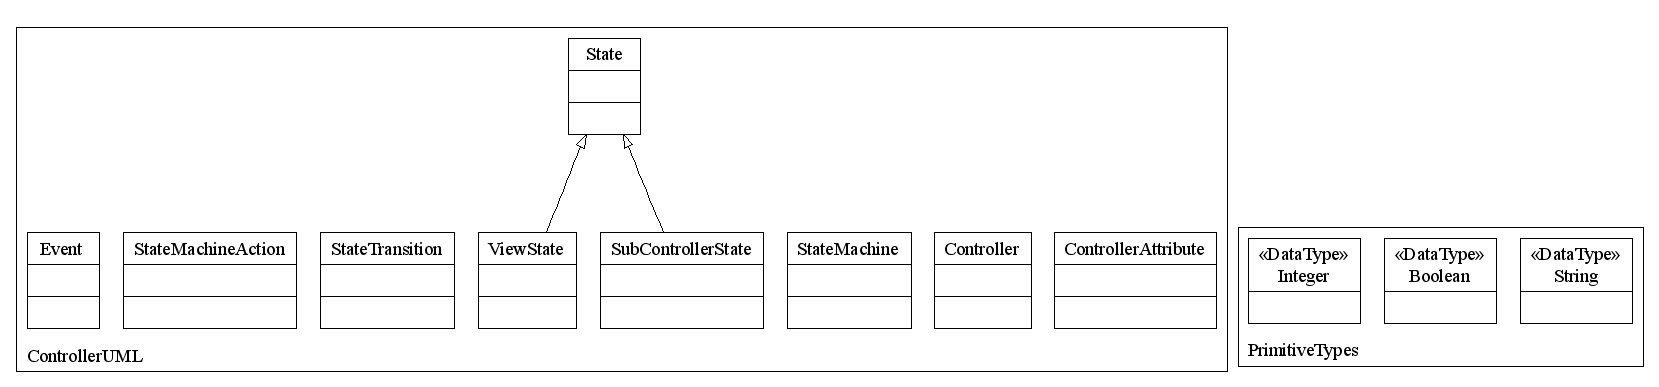 State
Event
StateMachineAction
StateTransition
ViewState
SubControllerState
StateMachine
Controller
ControllerAttribute
ControllerUML
«DataType»
Integer
«DataType»
Boolean
«DataType»
String
PrimitiveTypes